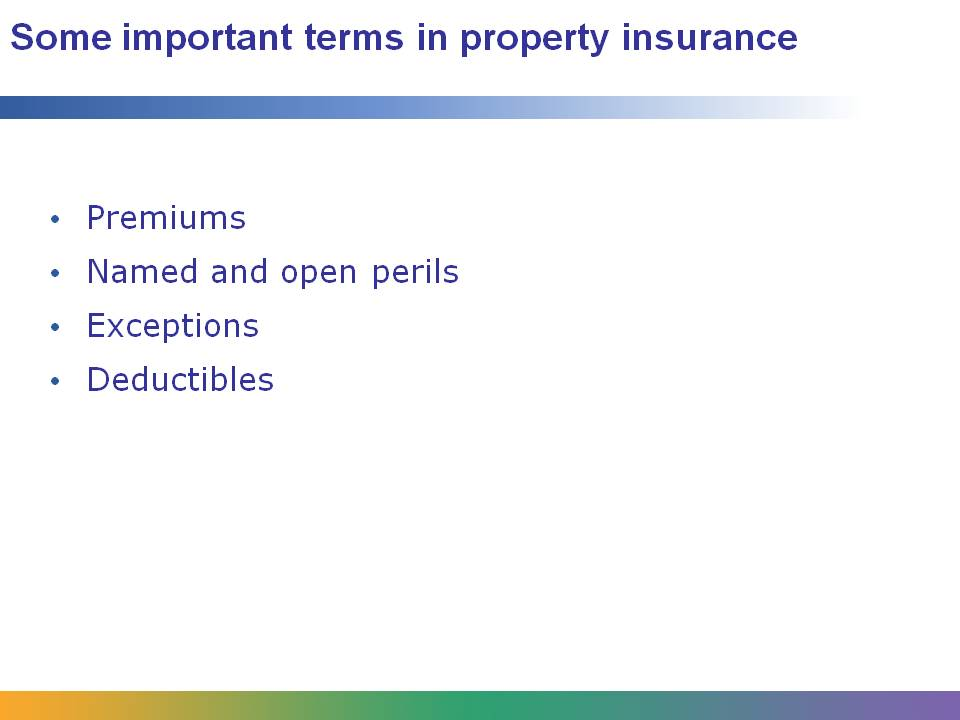 Some important terms in property insurance
• Premiums
• Named and open perils
• Exceptions
• Deductibles